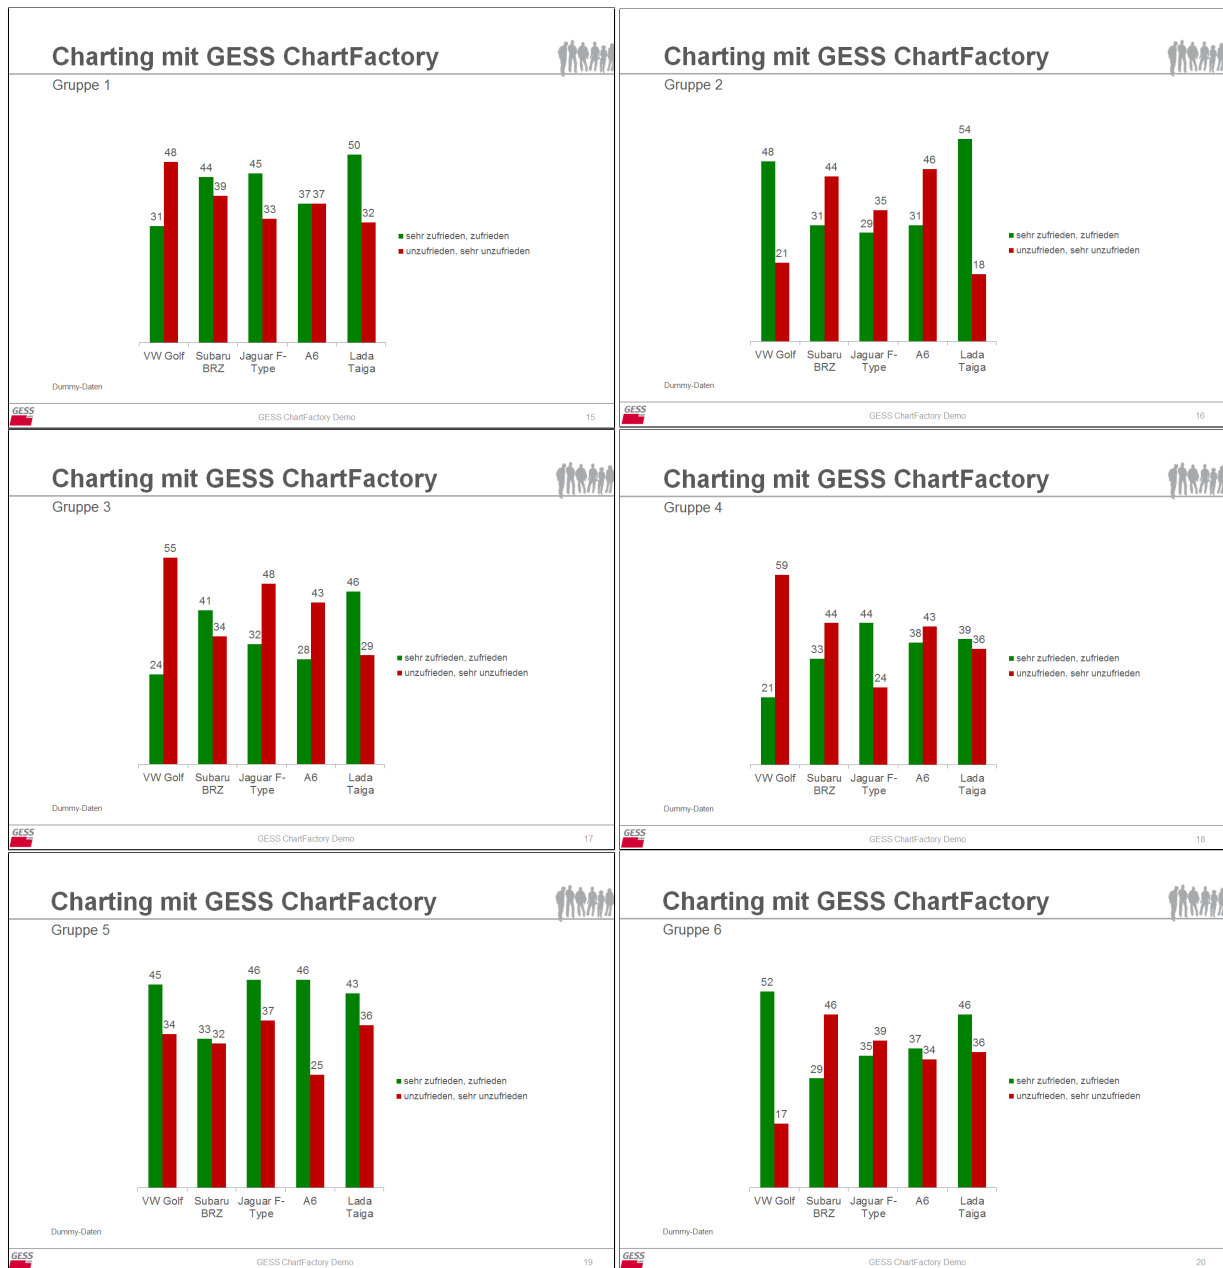 Charting mit GESS ChartFactory
Gruppe 1
50
48
44
45
39
37 37
33
31
32
sehr zufrieden, zufrieden
unzufrieden, sehr unzufrieden
VW Golf Subaru BRZ Jaguar F-Type A6 Lada Taiga
Dummy-Daten
GESS
GESS ChartFactory Demo 15
Charting mit GESS ChartFactory
Gruppe 2
54
48
44
46
35
31
29
31
21
18
sehr zufrieden, zufrieden
unzufrieden, sehr unzufrieden
VW Golf Subaru Jaguar F- A6 Lada
BRZ Type Taiga
Dummy-Daten
GESS
GESS ChartFactory Demo 16
Charting mit GESS ChartFactory
Gruppe 3
55
48
46
41
43
34
32
28
29
24
sehr zufrieden, zufrieden
unzufrieden, sehr unzufrieden
VW Golf Subaru Jaguar F- A6 Lada
BRZ Type Taiga
Dummy-Daten
GESS
GESS ChartFactory Demo 17
Charting mit GESS ChartFactory
Gruppe 4
59
44 44
43
38
39
36
33
24
21
sehr zufrieden, zufrieden
unzufrieden, sehr unzufrieden
VW Golf Subaru Jaguar F- A6 Lada
BRZ Type Taiga
Dummy-Daten
GESS
GESS ChartFactory Demo 18
Charting mit GESS ChartFactory
Gruppe 5
46 46
45
43
37
36
34
33 32
25
sehr zufrieden, zufrieden
unzufrieden, sehr unzufrieden
VW Golf Subaru Jaguar F- A6 Lada
BRZ Type Taiga
Dummy-Daten
GESS
GESS ChartFactory Demo 19
Charting mit GESS ChartFactory
Gruppe 6
52
46 46
39
37
35
34
36
29
17
sehr zufrieden, zufrieden
unzufrieden, sehr unzufrieden
VW Golf Subaru Jaguar F- A6 Lada
BRZ Type Taiga
Dummy-Daten
GESS
GESS ChartFactory Demo 20